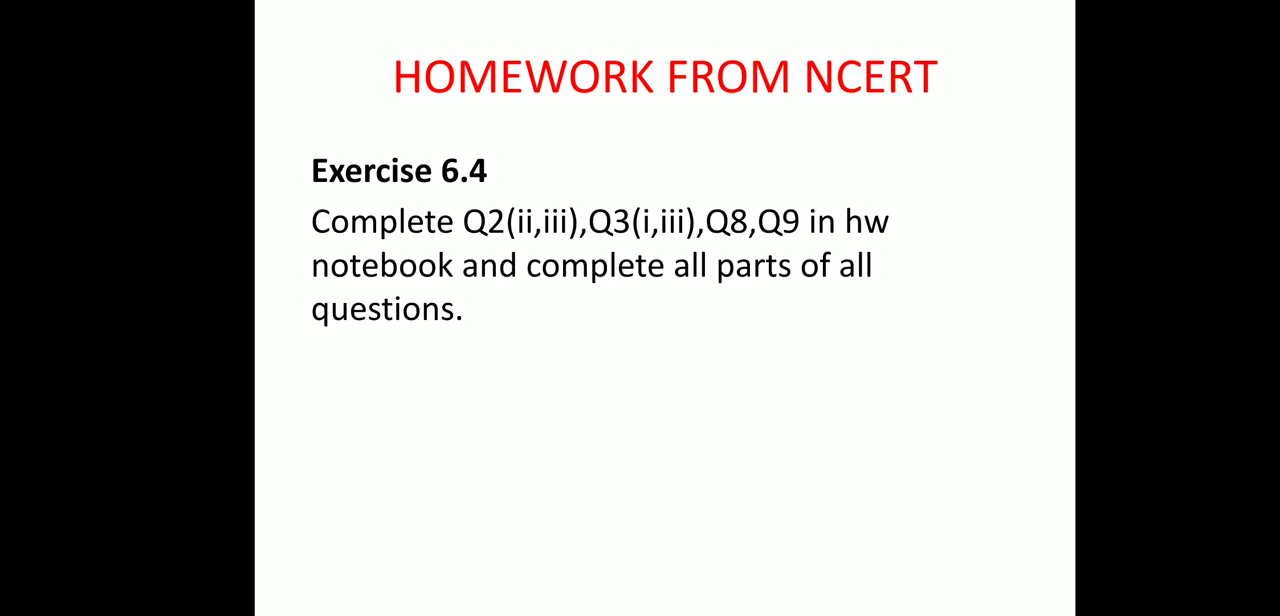 HOMEWORK FROM NCERT
Exercise 6.4
Complete Q2(ii,iii),Q3(i,iii),Q8,Q9 in hw
notebook and complete all parts of all
questions.